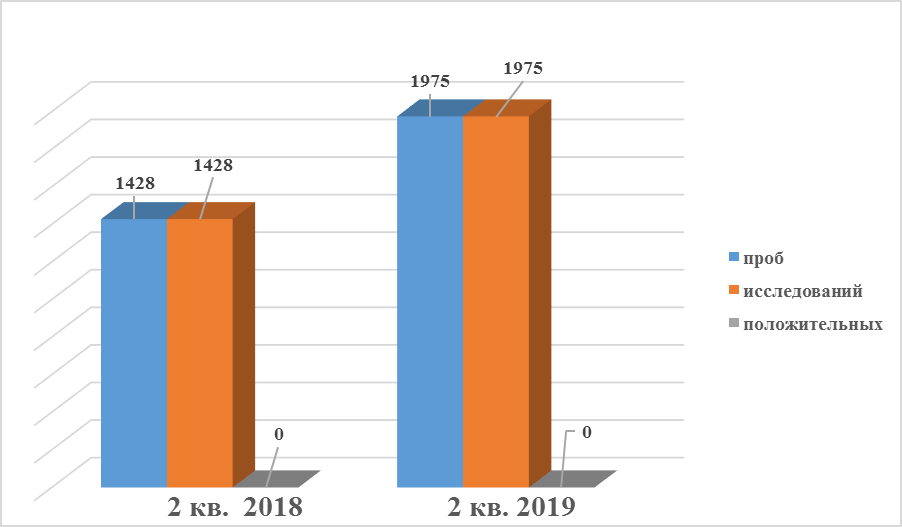 1975
1975
1428
1428
проб
исследований
положительных
0
0
2 кв. 2018
2 кв. 2019